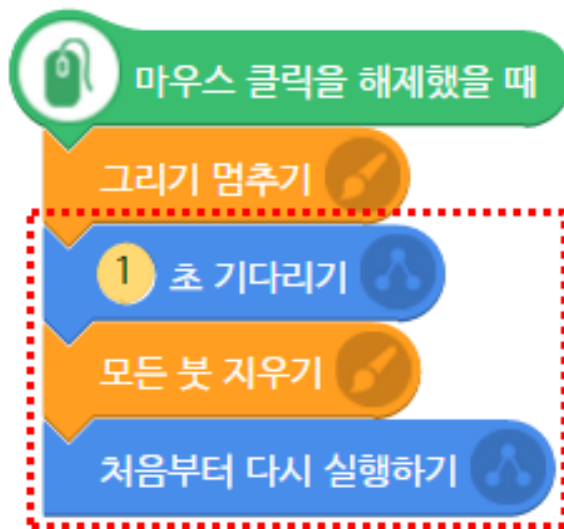 마우스 클릭을 해제했을 때
그리기 멈추기
1 초 기다리기
모든 붓 지우기
처음부터 다시 실행하기